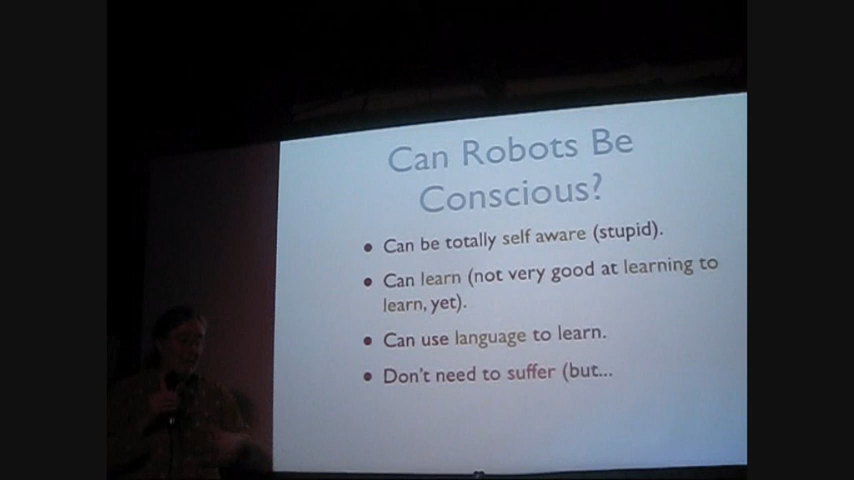 Can Robots Be
Conscious?
• Can be totally self aware (stupid).
• Can learn (not very good at learning to
learn, yet).
• Can use language to learn.
• Don't need to suffer (but...